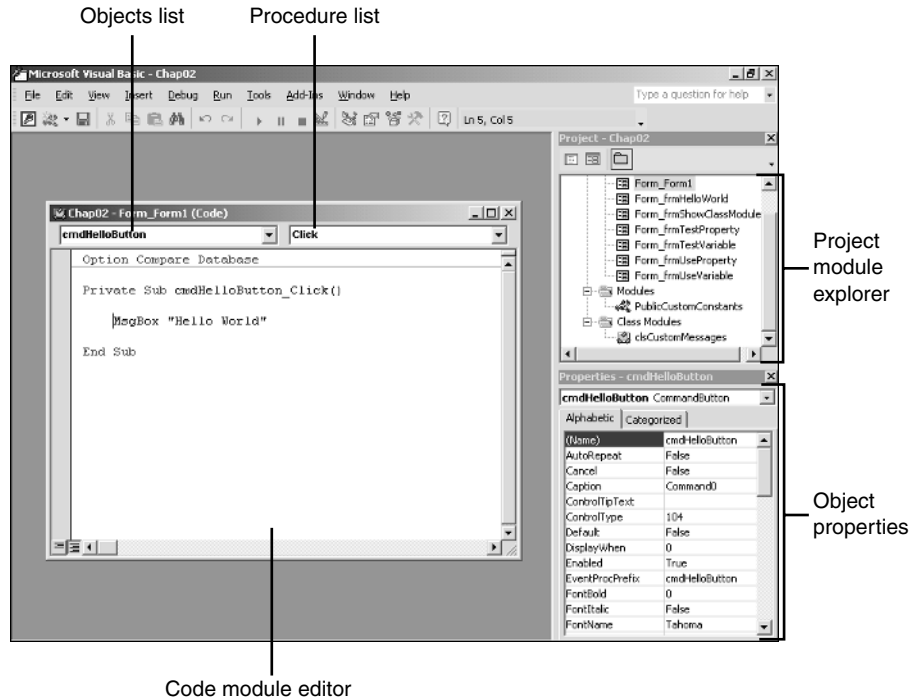 Objects list
Procedure list
Microsoft Visual Basic - Chap02
File Edit View Insert Debug Run Tools Add-Ins Window Help
Type a question for help
Ln 5, Col 5
Project - Chap02
Form_Form1
Form_frmHelloWorld
Form_frmShowClassModule
Form_frmTestProperty
Form_frmTestVariable
Form_frmUseProperty
Form_frmUseVariable
Modules
PublicCustomConstants
Class Modules
clsCustomMessages
Project
module
explorer
Chap02 - Form_Form1 (Code)
cmdHelloButton
Click
Option Compare Database
Private Sub cmdHelloButton_Click()
MsgBox "Hello World"
End Sub
Properties - cmdHelloButton
cmdHelloButton CommandButton
Alphabetic Categorized
(Name) cmdHelloButton
AutoRepeat False
Cancel False
Caption Command0
ControlTipText
ControlType 104
Default False
DisplayWhen 0
Enabled True
EventProcPrefix cmdHelloButton
FontBold 0
FontItalic False
FontName Tahoma
Object
properties
Code module editor